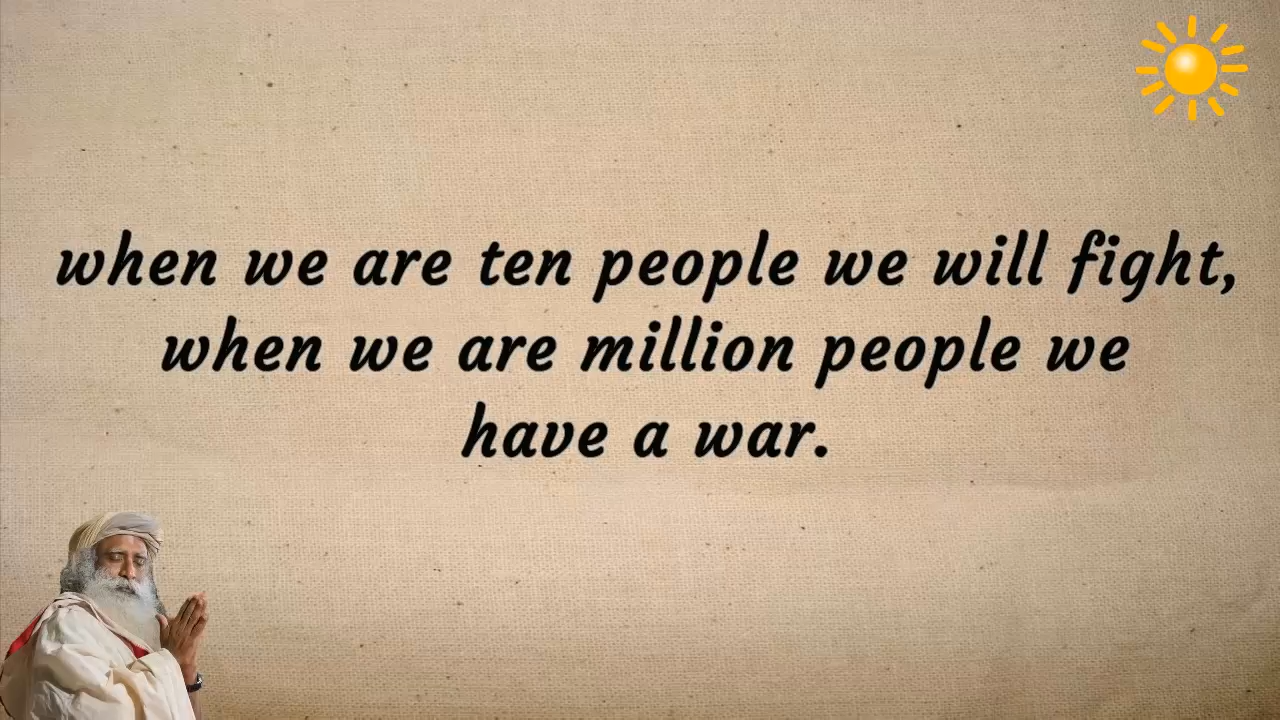 when we are ten people we will fight,
when we are million people we
have a war.